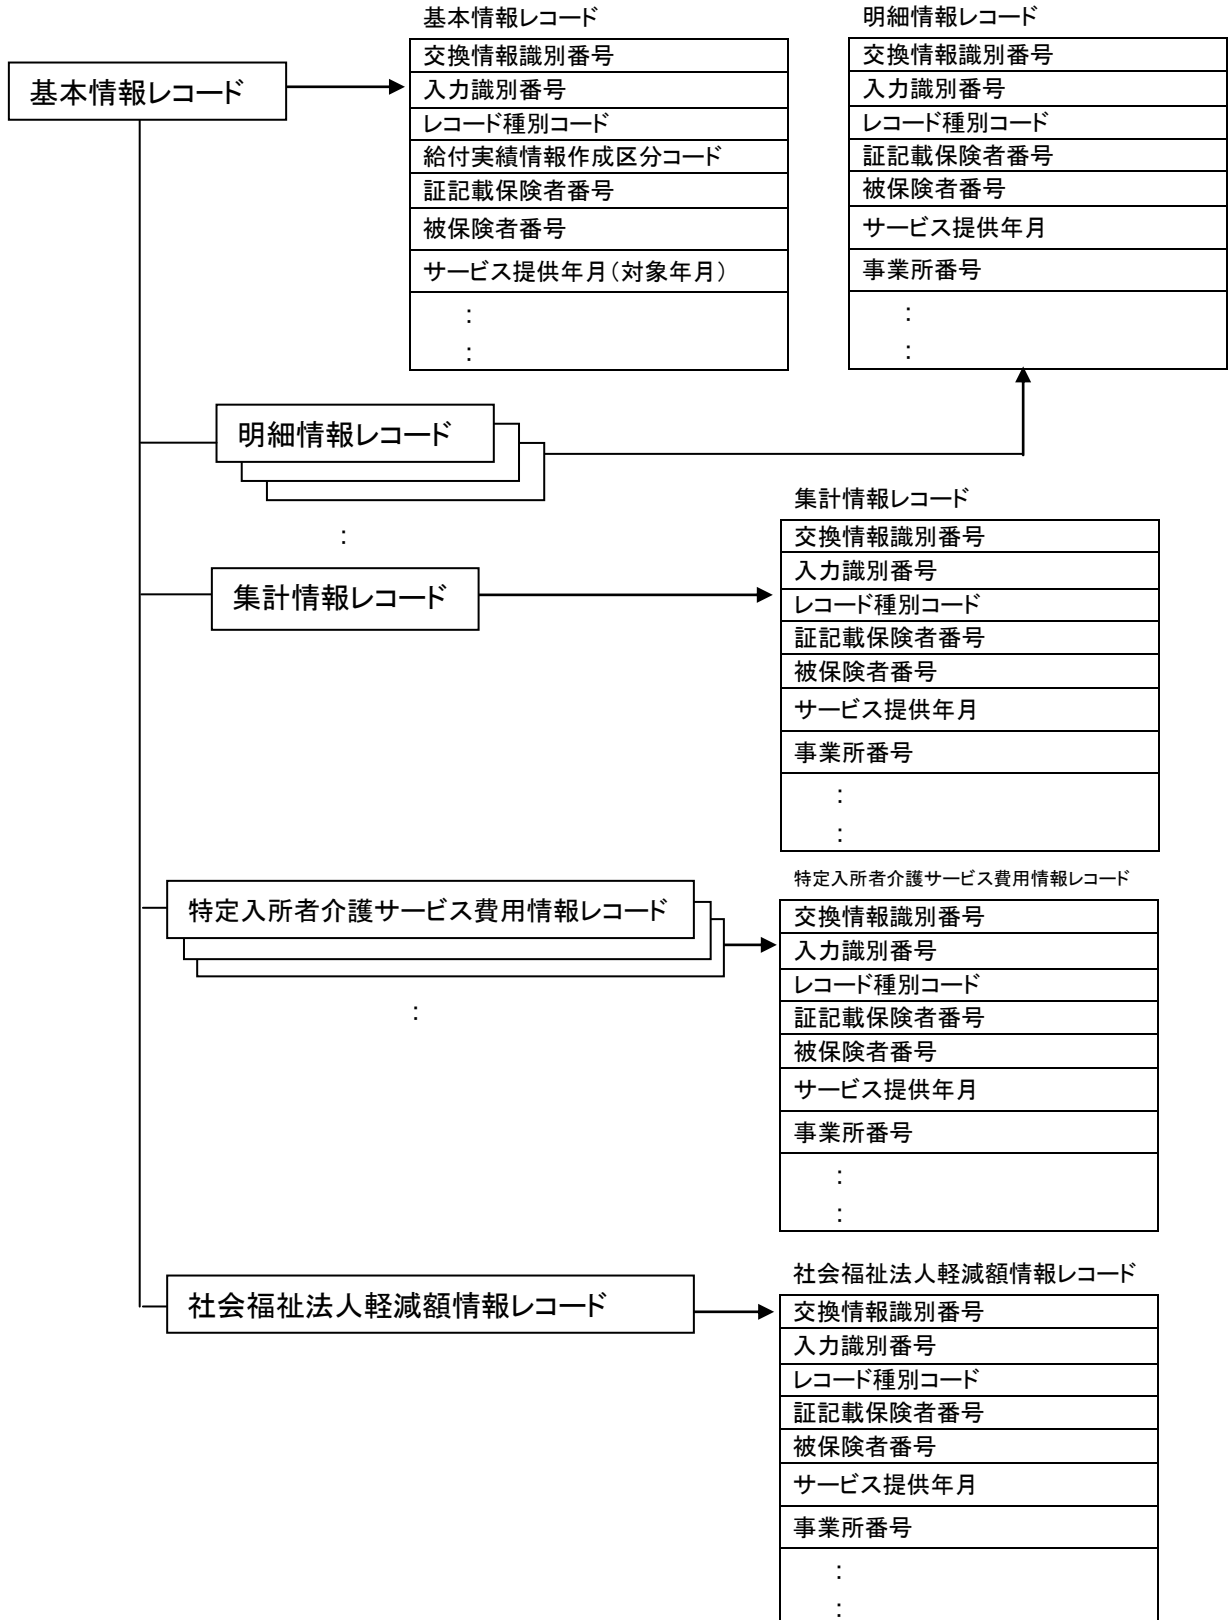 基本情報レコード
基本情報レコード
交換情報識別番号
入力識別番号
レコード種別コード
給付実績情報作成区分コード
証記載保険者番号
被保険者番号
サービス提供年月(対象年月)
:
:
明細情報レコード
交換情報識別番号
入力識別番号
レコード種別コード
証記載保険者番号
被保険者番号
サービス提供年月
事業所番号
:
:
明細情報レコード
:
集計情報レコード
集計情報レコード
交換情報識別番号
入力識別番号
レコード種別コード
証記載保険者番号
被保険者番号
サービス提供年月
事業所番号
:
:
特定入所者介護サービス費用情報レコード
:
特定入所者介護サービス費用情報レコード
交換情報識別番号
入力識別番号
レコード種別コード
証記載保険者番号
被保険者番号
サービス提供年月
事業所番号
:
:
社会福祉法人軽減額情報レコード
社会福祉法人軽減額情報レコード
交換情報識別番号
入力識別番号
レコード種別コード
証記載保険者番号
被保険者番号
サービス提供年月
事業所番号
:
: